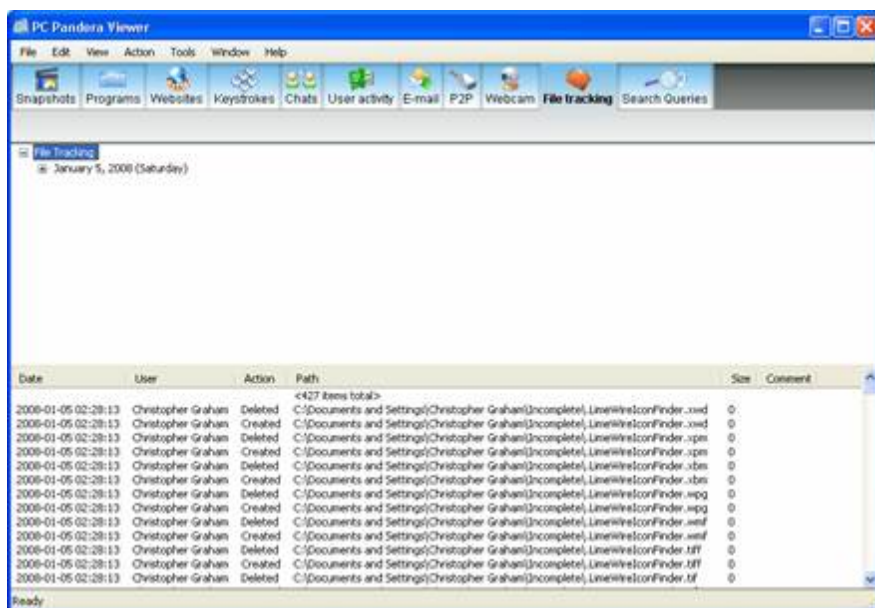 PC Pandora Viewer
File Edit View Action Tools Window Help
Snapshots Programs Websites Keystrokes Chats User activity E-mail P2P Webcam File tracking Search Queries
File Tracking
January 5, 2008 (Saturday)
Date User Action Path Size Comment
<427 items total>
2008-01-05 02:28:13 Christopher Graham Deleted C:\Documents and Settings\Christopher Graham\Incomplete\.LimeWireIconFinder.xwd 0
2008-01-05 02:28:13 Christopher Graham Created C:\Documents and Settings\Christopher Graham\Incomplete\.LimeWireIconFinder.xwd 0
2008-01-05 02:28:13 Christopher Graham Deleted C:\Documents and Settings\Christopher Graham\Incomplete\.LimeWireIconFinder.xpm 0
2008-01-05 02:28:13 Christopher Graham Created C:\Documents and Settings\Christopher Graham\Incomplete\.LimeWireIconFinder.xpm 0
2008-01-05 02:28:13 Christopher Graham Deleted C:\Documents and Settings\Christopher Graham\Incomplete\.LimeWireIconFinder.xbm 0
2008-01-05 02:28:13 Christopher Graham Created C:\Documents and Settings\Christopher Graham\Incomplete\.LimeWireIconFinder.xbm 0
2008-01-05 02:28:13 Christopher Graham Deleted C:\Documents and Settings\Christopher Graham\Incomplete\.LimeWireIconFinder.wpg 0
2008-01-05 02:28:13 Christopher Graham Created C:\Documents and Settings\Christopher Graham\Incomplete\.LimeWireIconFinder.wpg 0
2008-01-05 02:28:13 Christopher Graham Deleted C:\Documents and Settings\Christopher Graham\Incomplete\.LimeWireIconFinder.wmf 0
2008-01-05 02:28:13 Christopher Graham Created C:\Documents and Settings\Christopher Graham\Incomplete\.LimeWireIconFinder.wmf 0
2008-01-05 02:28:13 Christopher Graham Deleted C:\Documents and Settings\Christopher Graham\Incomplete\.LimeWireIconFinder.tiff 0
2008-01-05 02:28:13 Christopher Graham Created C:\Documents and Settings\Christopher Graham\Incomplete\.LimeWireIconFinder.tiff 0
2008-01-05 02:28:13 Christopher Graham Deleted C:\Documents and Settings\Christopher Graham\Incomplete\.LimeWireIconFinder.tif 0
Ready